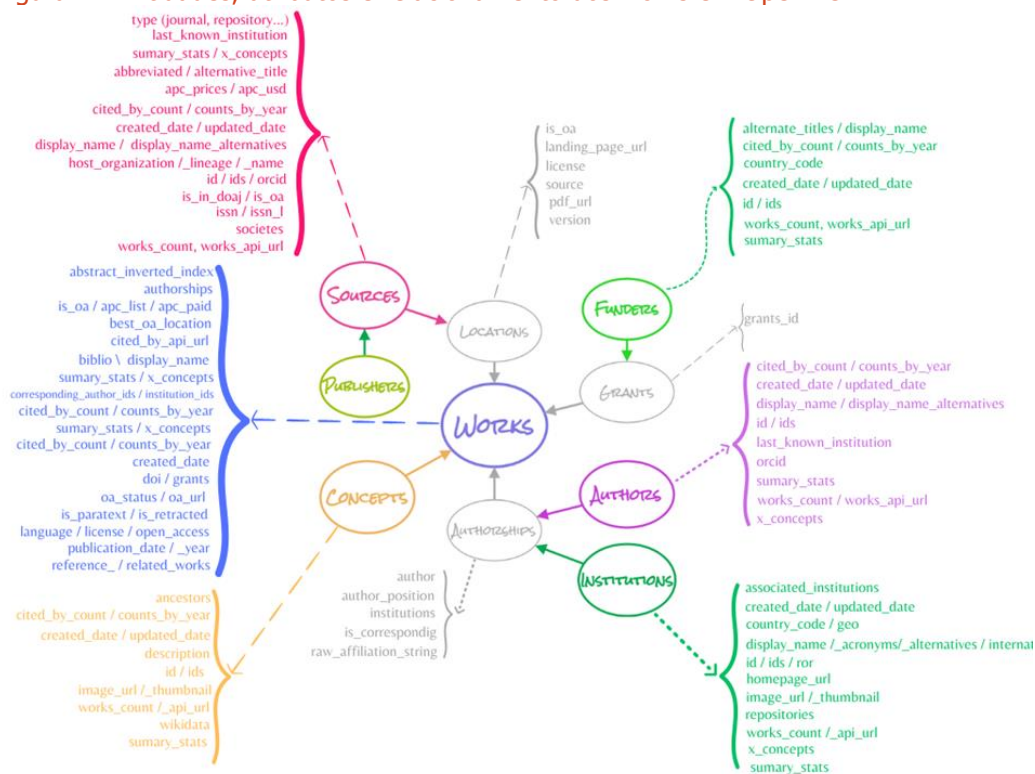 type (journal, repository...)
last_known_institution
sumary_stats / x_concepts
abbreviated / alternative_title
apc_prices / apc_usd
cited_by_count / counts_by_year
created_date / updated_date
display_name / display_name_alternatives
host_organization /_lineage / _name
id / ids / orcid
is_in_doaj / is_oa
issn / issn_l
societes
works_count, works_api_url
is_oa
landing_page_url
license
source
pdf_url
version
alternate_titles / display_name
cited_by_count / counts_by_year
country_code
created_date / updated_date
id / ids
works_count, works_api_url
sumary_stats
SOURCES
LOCATIONS
FUNDERS
PUBLISHERS
GRANTS
grants_id
WORKS
abstract_inverted_index
authorships
is_oa / apc_list / apc_paid
best_oa_location
cited_by_api_url
biblio \ display_name
sumary_stats / x_concepts
corresponding_author_ids / institution_ids
cited_by_count / counts_by_year
sumary_stats / x_concepts
cited_by_count / counts_by_year
created_date
doi / grants
oa_status / oa_url
is_paratext / is_retracted
language / license / open_access
publication_date / _year
reference_ / related_works
cited_by_count / counts_by_year
created_date / updated_date
display_name / display_name_alternatives
id / ids
last_known_institution
orcid
sumary_stats
works_count / works_api_url
x_concepts
CONCEPTS
AUTHORS
AUTHORSHIPS
INSTITUTIONS
author
author_position
institutions
is_correspondig
raw_affiliation_string
ancestors
cited_by_count / counts_by_year
created_date / updated_date
description
id / ids
image_url /_thumbnail
works_count /_api_url
wikidata
sumary_stats
associated_institutions
created_date / updated_date
country_code / geo
display_name /_acronyms/_alternatives /
id / ids / ror
homepage_url
image_url /_thumbnail
repositories
works_count /_api_url
x_concepts
sumary_stats